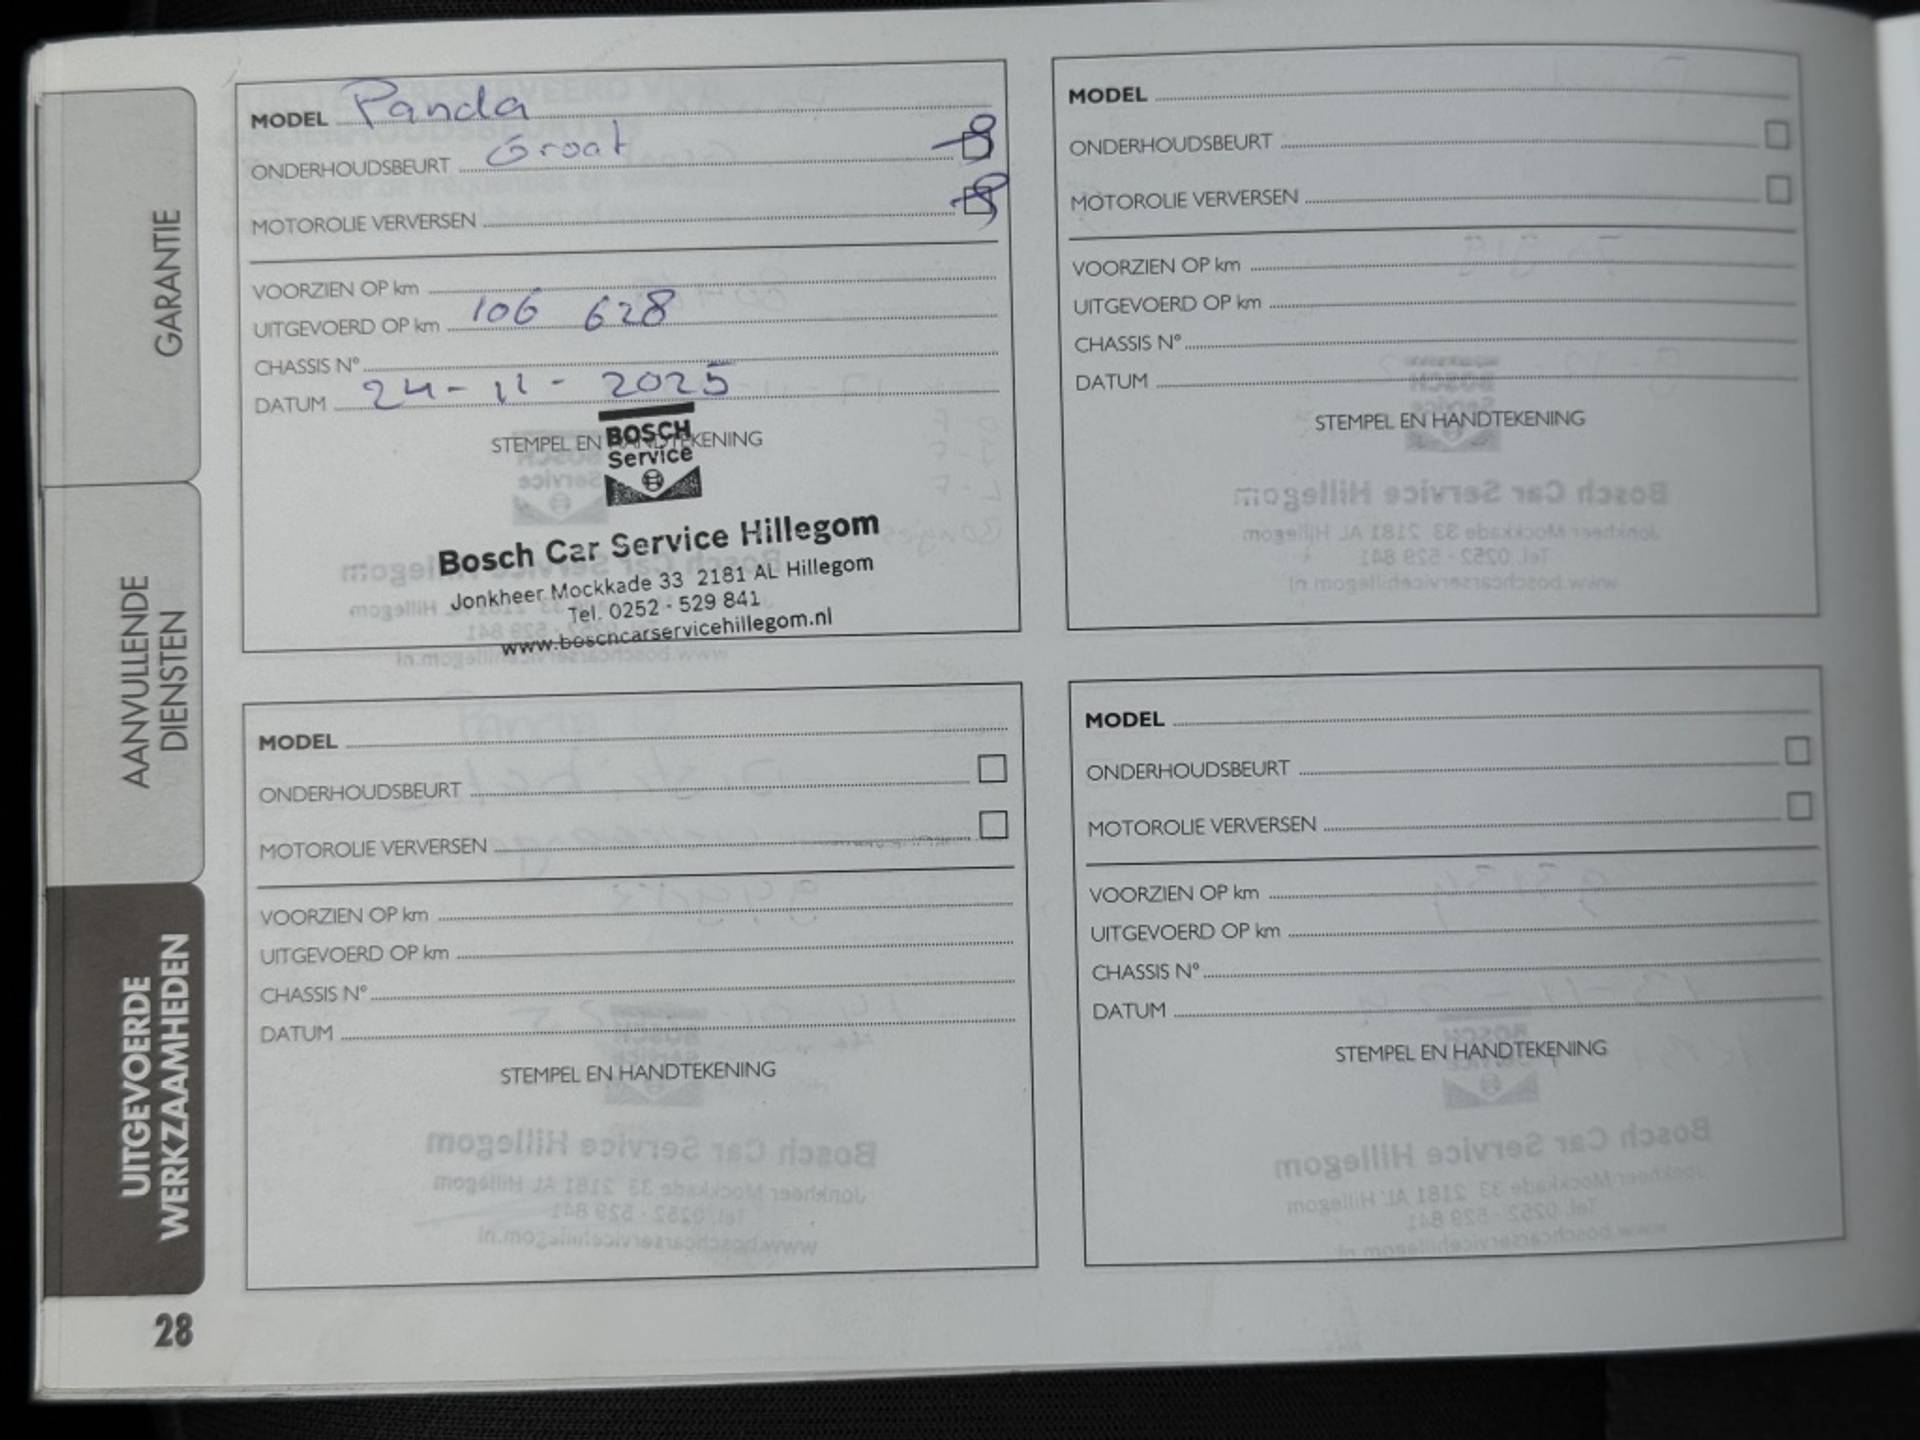 GARANTIE
AANVULLENDE
DIENSTEN
UITGEVOERDE
WERKZAAMHEDEN
28
MODEL Panda
ONDERHOUDSBEURT Groot
MOTOROLIE VERVERSEN
VOORZIEN OP km
UITGEVOERD OP km 106 628
CHASSIS N°
DATUM 24-11-2025
STEMPEL EN HANDTEKENING
BOSCH
Service
Bosch Car Service Hillegom
Jonkheer Mockkade 33 2181 AL Hillegom
Tel. 0252 - 529 841
www.boschcarservicehillegom.nl
MODEL
ONDERHOUDSBEURT
MOTOROLIE VERVERSEN
VOORZIEN OP km
UITGEVOERD OP km
CHASSIS N°
DATUM
STEMPEL EN HANDTEKENING
MODEL
ONDERHOUDSBEURT
MOTOROLIE VERVERSEN
VOORZIEN OP km
UITGEVOERD OP km
CHASSIS N°
DATUM
STEMPEL EN HANDTEKENING
MODEL
ONDERHOUDSBEURT
MOTOROLIE VERVERSEN
VOORZIEN OP km
UITGEVOERD OP km
CHASSIS N°
DATUM
STEMPEL EN HANDTEKENING